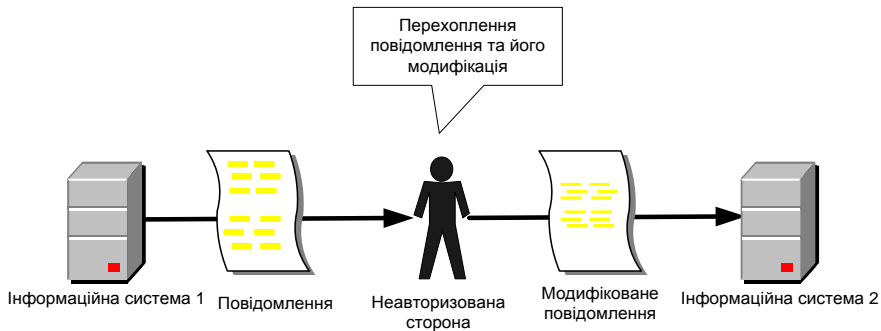 Перехоплення
повідомлення та його
модифікація
Інформаційна система 1
Повідомлення
Неавторизована
сторона
Модифіковане
повідомлення
Інформаційна система 2